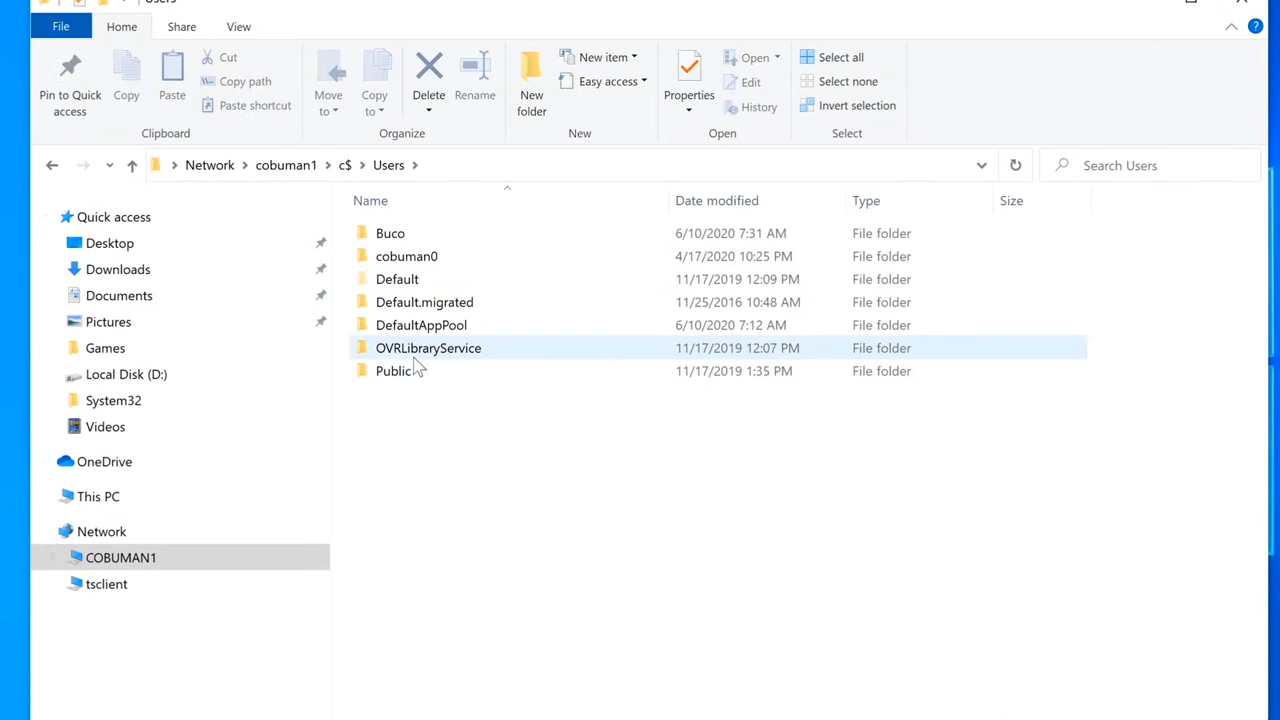 Users
File Home Share View
Pin to Quick access
Copy
Paste
Cut
Copy path
Paste shortcut
Clipboard
Move to
Copy to
Delete
Rename
Organize
New folder
New item
Easy access
New
Properties
Open
Edit
History
Open
Select all
Select none
Invert selection
Select
Network cobuman1 c$ Users
Search Users
Name Date modified Type Size
Quick access
Desktop
Downloads
Documents
Pictures
Games
Local Disk (D:)
System32
Videos
OneDrive
This PC
Network
COBUMAN1
tsclient
Buco 6/10/2020 7:31 AM File folder
cobuman0 4/17/2020 10:25 PM File folder
Default 11/17/2019 12:09 PM File folder
Default.migrated 11/25/2016 10:48 AM File folder
DefaultAppPool 6/10/2020 7:12 AM File folder
OVRLibraryService 11/17/2019 12:07 PM File folder
Public 11/17/2019 1:35 PM File folder